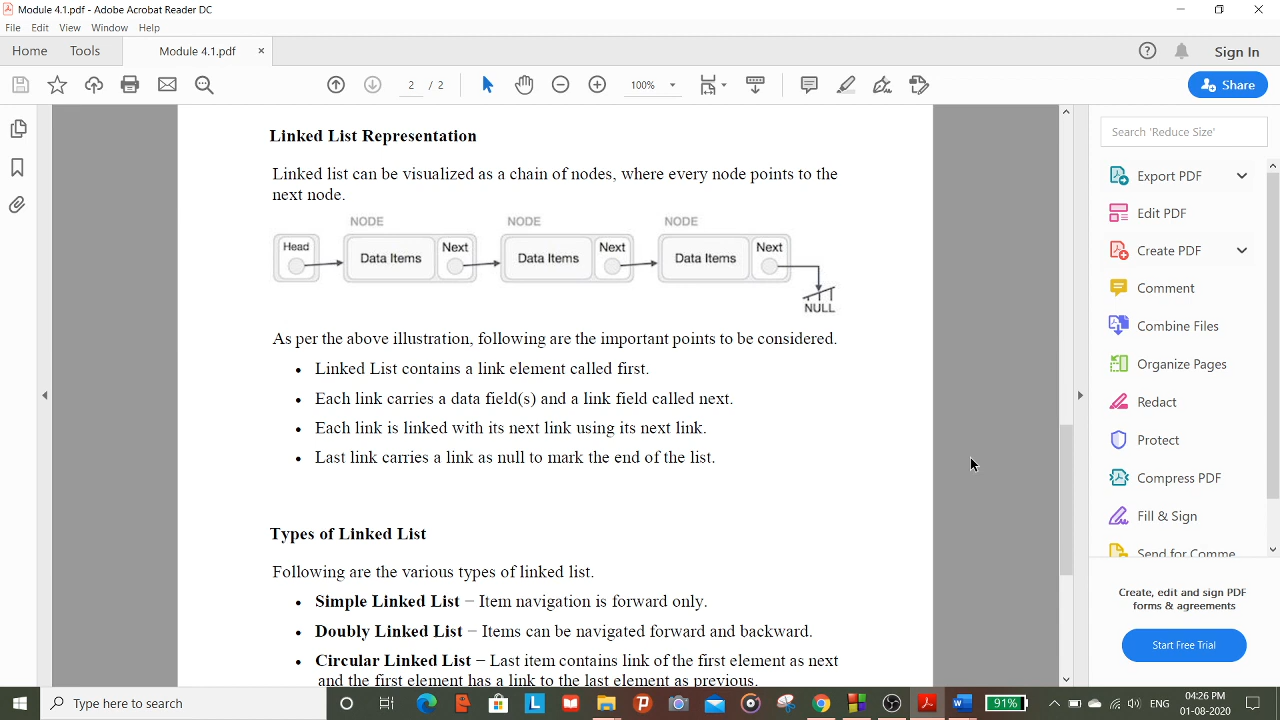 Module 4.1.pdf - Adobe Acrobat Reader DC
File Edit View Window Help
Home Tools Module 4.1.pdf × Sign In
2 / 2 100% Share
Linked List Representation
Linked list can be visualized as a chain of nodes, where every node points to the
next node.
NODE NODE NODE
Head Data Items Next Data Items Next Data Items Next
NULL
As per the above illustration, following are the important points to be considered.
• Linked List contains a link element called first.
• Each link carries a data field(s) and a link field called next.
• Each link is linked with its next link using its next link.
• Last link carries a link as null to mark the end of the list.
Types of Linked List
Following are the various types of linked list.
• Simple Linked List − Item navigation is forward only.
• Doubly Linked List − Items can be navigated forward and backward.
• Circular Linked List − Last item contains link of the first element as next
and the first element has a link to the last element as previous.
Search 'Reduce Size'
Export PDF
Edit PDF
Create PDF
Comment
Combine Files
Organize Pages
Redact
Protect
Compress PDF
Fill & Sign
Send for Comme
Create, edit and sign PDF
forms & agreements
Start Free Trial
Type here to search
91%
ENG
04:26 PM
01-08-2020